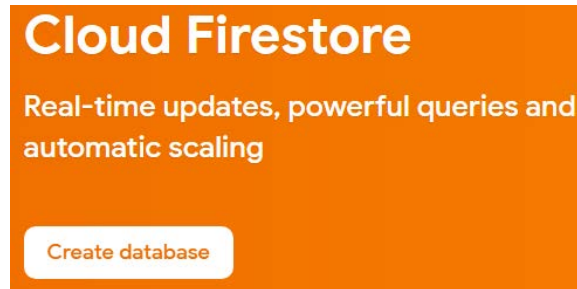 Cloud Firestore
Real-time updates, powerful queries and
automatic scaling
Create database